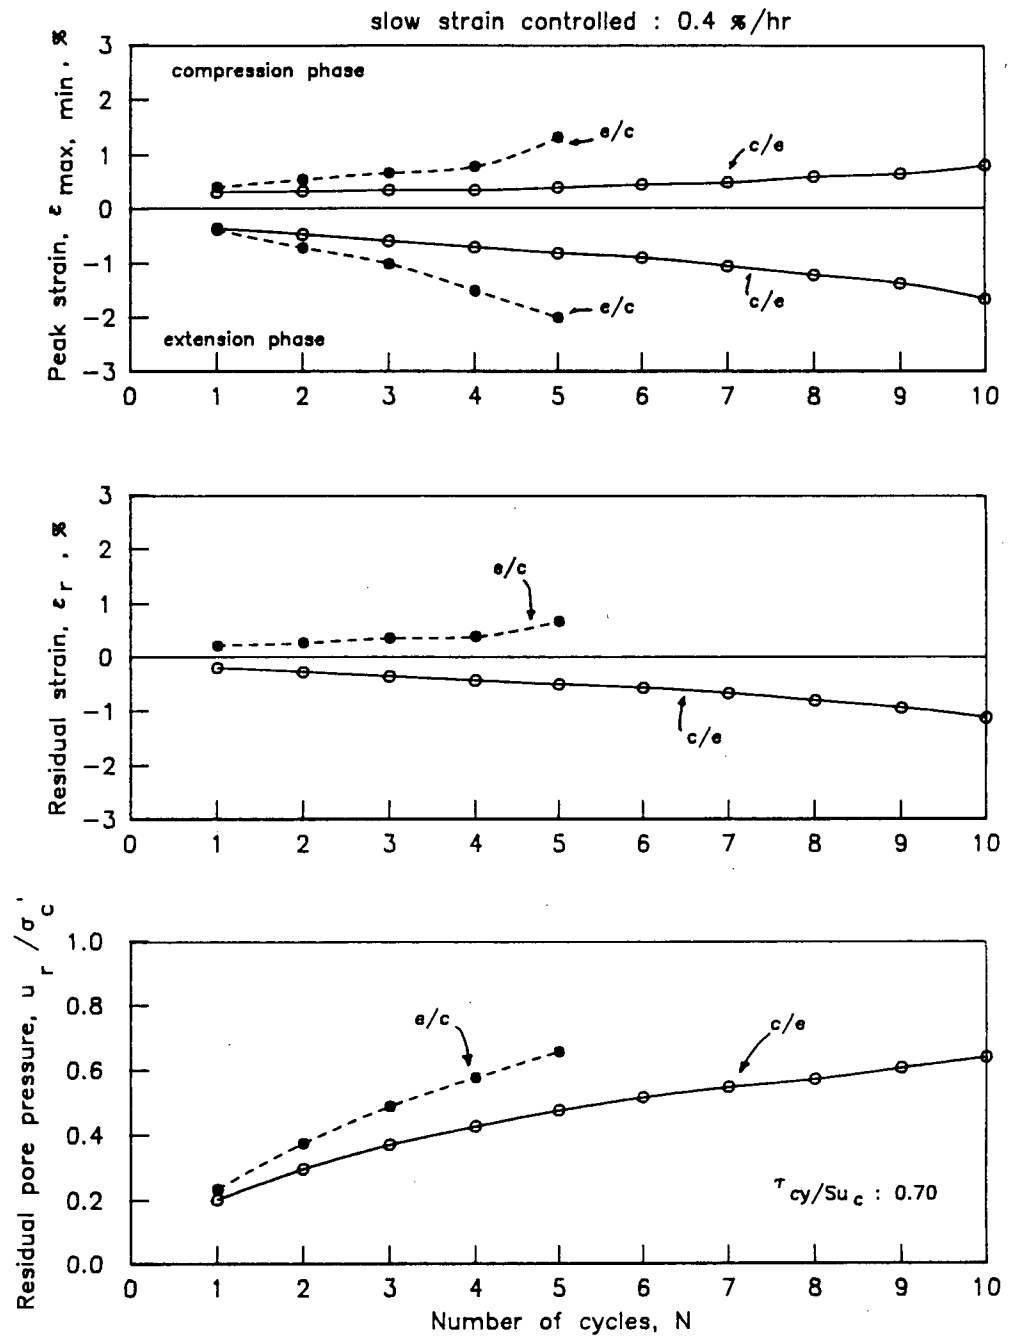 slow strain controlled : 0.4 %/hr
Peak strain, ε max, min , %
3
2
1
0
−1
−2
−3
compression phase
e/c
c/e
c/e
e/c
extension phase
0 1 2 3 4 5 6 7 8 9 10
Residual strain, ε r , %
3
2
1
0
−1
−2
−3
e/c
c/e
0 1 2 3 4 5 6 7 8 9 10
Residual pore pressure, u r /σ c '
1.0
0.8
0.6
0.4
0.2
0.0
e/c
c/e
τ cy/Su c : 0.70
0 1 2 3 4 5 6 7 8 9 10
Number of cycles, N